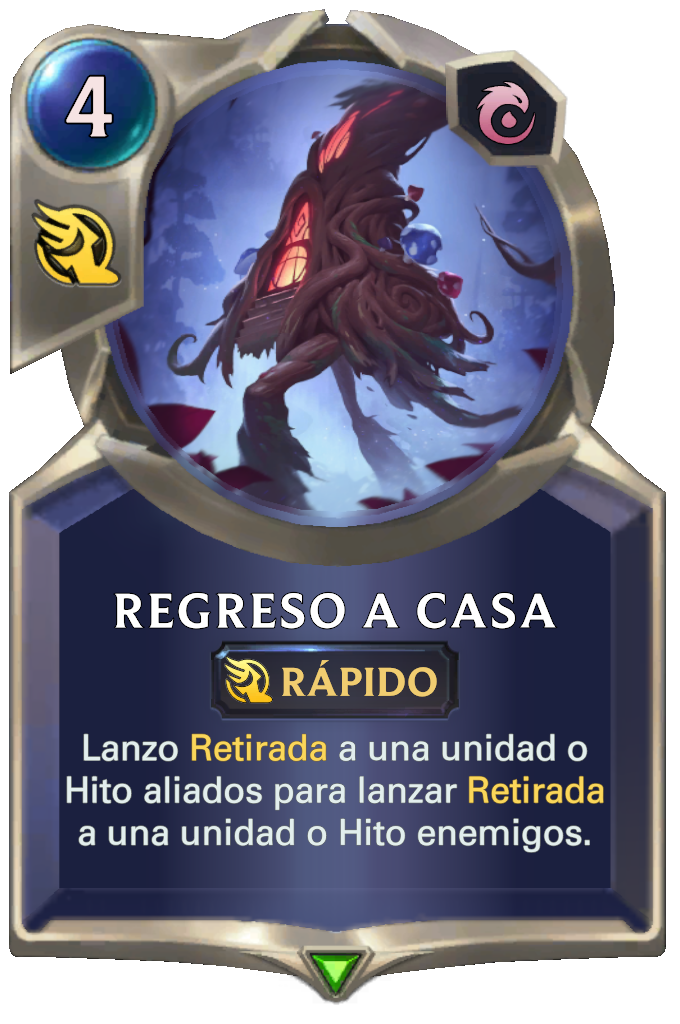 4
REGRESO A CASA
RÁPIDO
Lanzo Retirada a una unidad o
Hito aliados para lanzar Retirada
a una unidad o Hito enemigos.